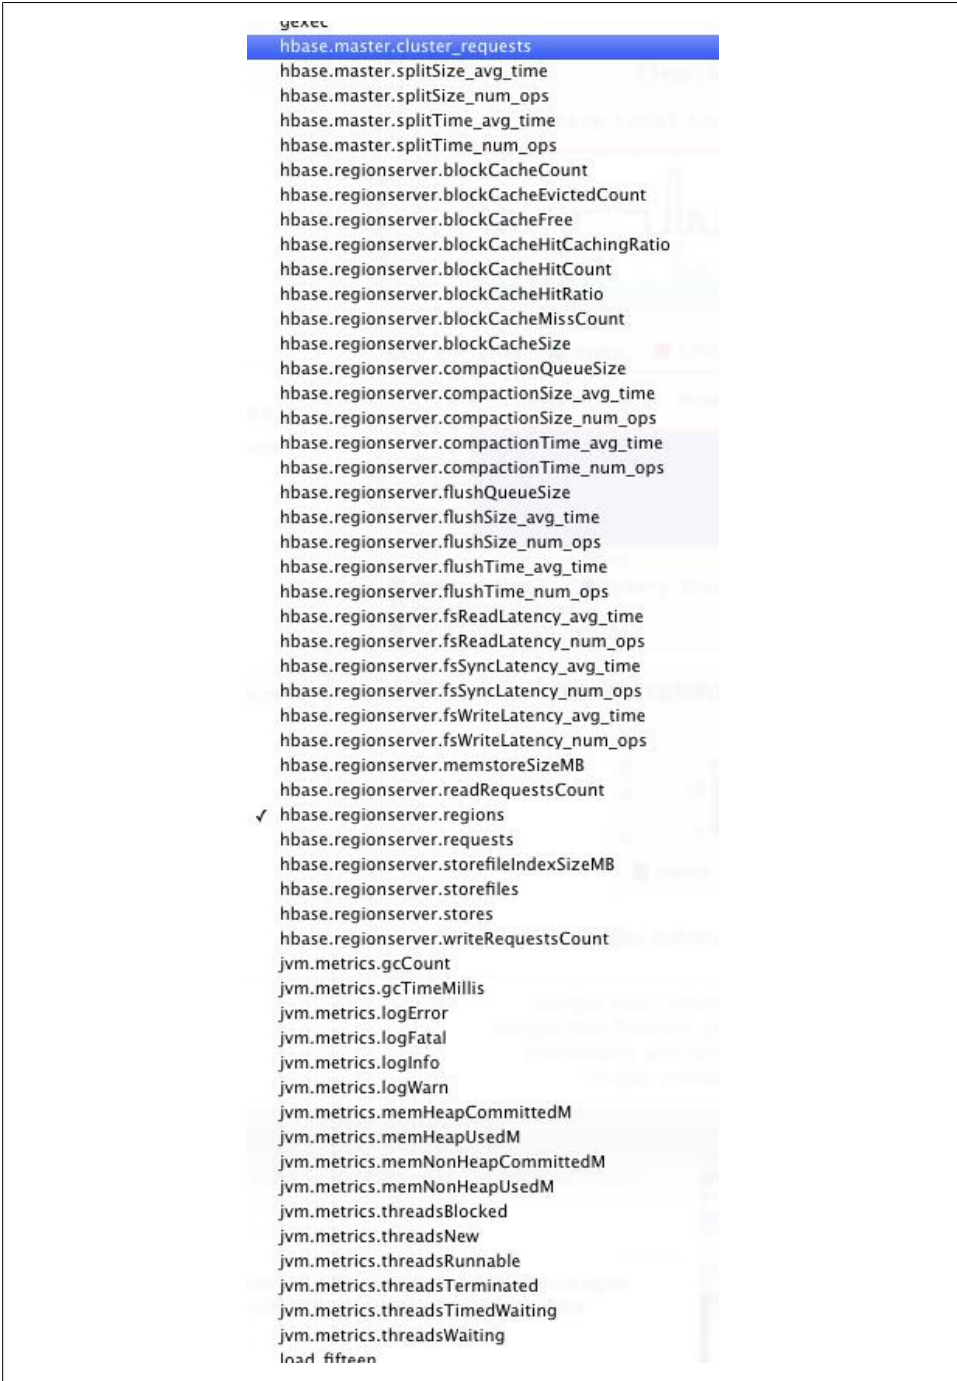 gexec
hbase.master.cluster_requests
hbase.master.splitSize_avg_time
hbase.master.splitSize_num_ops
hbase.master.splitTime_avg_time
hbase.master.splitTime_num_ops
hbase.regionserver.blockCacheCount
hbase.regionserver.blockCacheEvictedCount
hbase.regionserver.blockCacheFree
hbase.regionserver.blockCacheHitCachingRatio
hbase.regionserver.blockCacheHitCount
hbase.regionserver.blockCacheHitRatio
hbase.regionserver.blockCacheMissCount
hbase.regionserver.blockCacheSize
hbase.regionserver.compactionQueueSize
hbase.regionserver.compactionSize_avg_time
hbase.regionserver.compactionSize_num_ops
hbase.regionserver.compactionTime_avg_time
hbase.regionserver.compactionTime_num_ops
hbase.regionserver.flushQueueSize
hbase.regionserver.flushSize_avg_time
hbase.regionserver.flushSize_num_ops
hbase.regionserver.flushTime_avg_time
hbase.regionserver.flushTime_num_ops
hbase.regionserver.fsReadLatency_avg_time
hbase.regionserver.fsReadLatency_num_ops
hbase.regionserver.fsSyncLatency_avg_time
hbase.regionserver.fsSyncLatency_num_ops
hbase.regionserver.fsWriteLatency_avg_time
hbase.regionserver.fsWriteLatency_num_ops
hbase.regionserver.memstoreSizeMB
hbase.regionserver.readRequestsCount
✓ hbase.regionserver.regions
hbase.regionserver.requests
hbase.regionserver.storefileIndexSizeMB
hbase.regionserver.storefiles
hbase.regionserver.stores
hbase.regionserver.writeRequestsCount
jvm.metrics.gcCount
jvm.metrics.gcTimeMillis
jvm.metrics.logError
jvm.metrics.logFatal
jvm.metrics.logInfo
jvm.metrics.logWarn
jvm.metrics.memHeapCommittedM
jvm.metrics.memHeapUsedM
jvm.metrics.memNonHeapCommittedM
jvm.metrics.memNonHeapUsedM
jvm.metrics.threadsBlocked
jvm.metrics.threadsNew
jvm.metrics.threadsRunnable
jvm.metrics.threadsTerminated
jvm.metrics.threadsTimedWaiting
jvm.metrics.threadsWaiting
load_fifteen